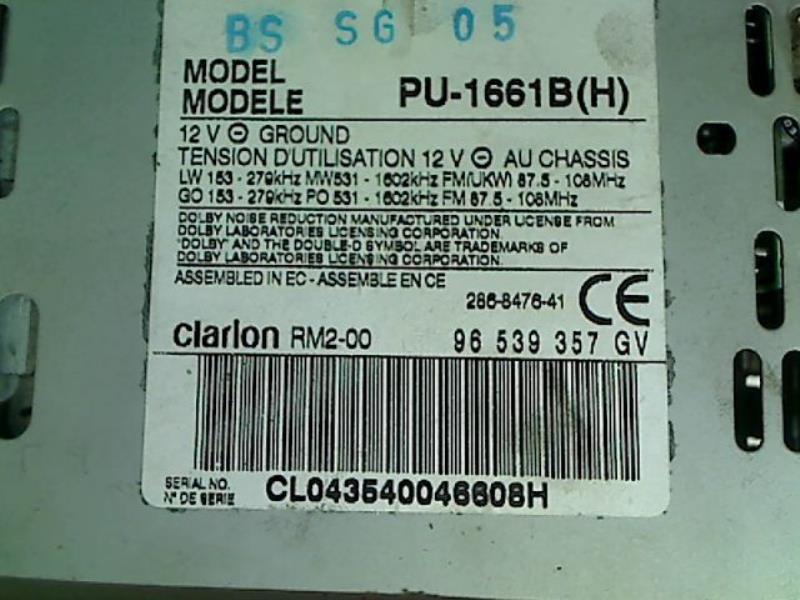 BS SG 05
MODEL
MODELE PU-1661B(H)
12 V ⊖ GROUND
TENSION D'UTILISATION 12 V ⊖ AU CHASSIS
LW 153 - 279kHz MW531 - 1602kHz FM(UKW) 87.5 - 108MHz
GO 153 - 279kHz PO 531 - 1602kHz FM 87.5 - 108MHz
DOLBY NOISE REDUCTION MANUFACTURED UNDER LICENSE FROM
DOLBY LABORATORIES LICENSING CORPORATION.
"DOLBY" AND THE DOUBLE-D SYMBOL ARE TRADEMARKS OF
DOLBY LABORATORIES LICENSING CORPORATION.
ASSEMBLED IN EC - ASSEMBLE EN CE
286-8476-41 CE
Clarion RM2-00 96 539 357 GV
SERIAL NO.
N° DE SERIE CL043540046608H